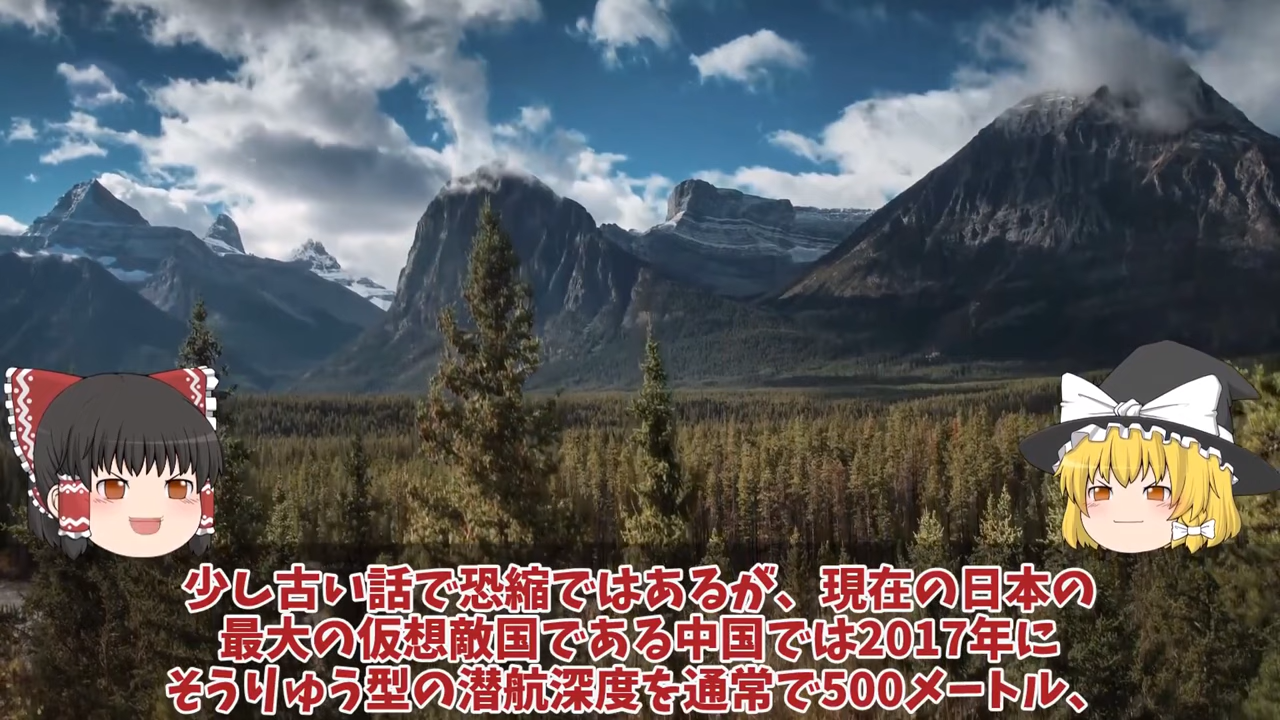 少し古い話で恐縮ではあるが、現在の日本の
最大の仮想敵国である中国では2017年に
そうりゅう型の潜航深度を通常で500メートル、